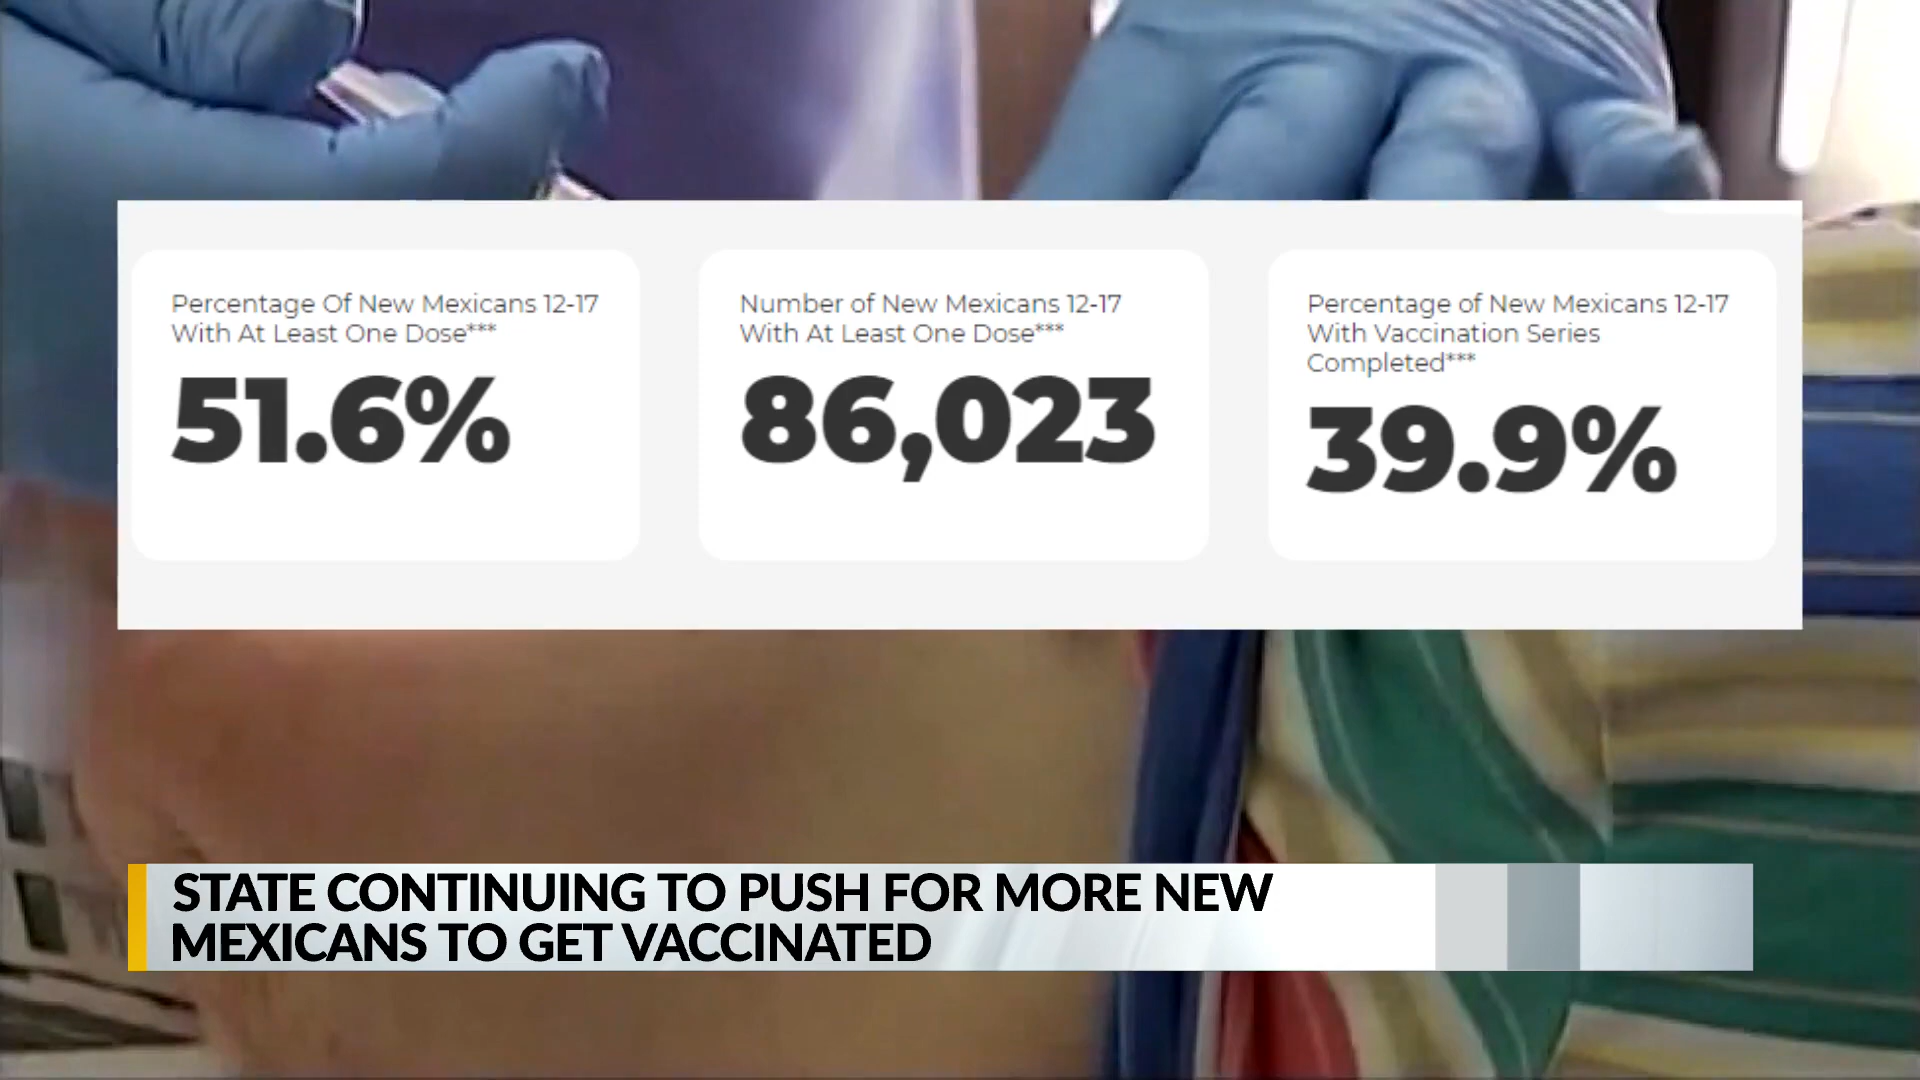 Percentage Of New Mexicans 12-17
With At Least One Dose***
51.6%
Number of New Mexicans 12-17
With At Least One Dose***
86,023
Percentage of New Mexicans 12-17
With Vaccination Series
Completed***
39.9%
STATE CONTINUING TO PUSH FOR MORE NEW
MEXICANS TO GET VACCINATED